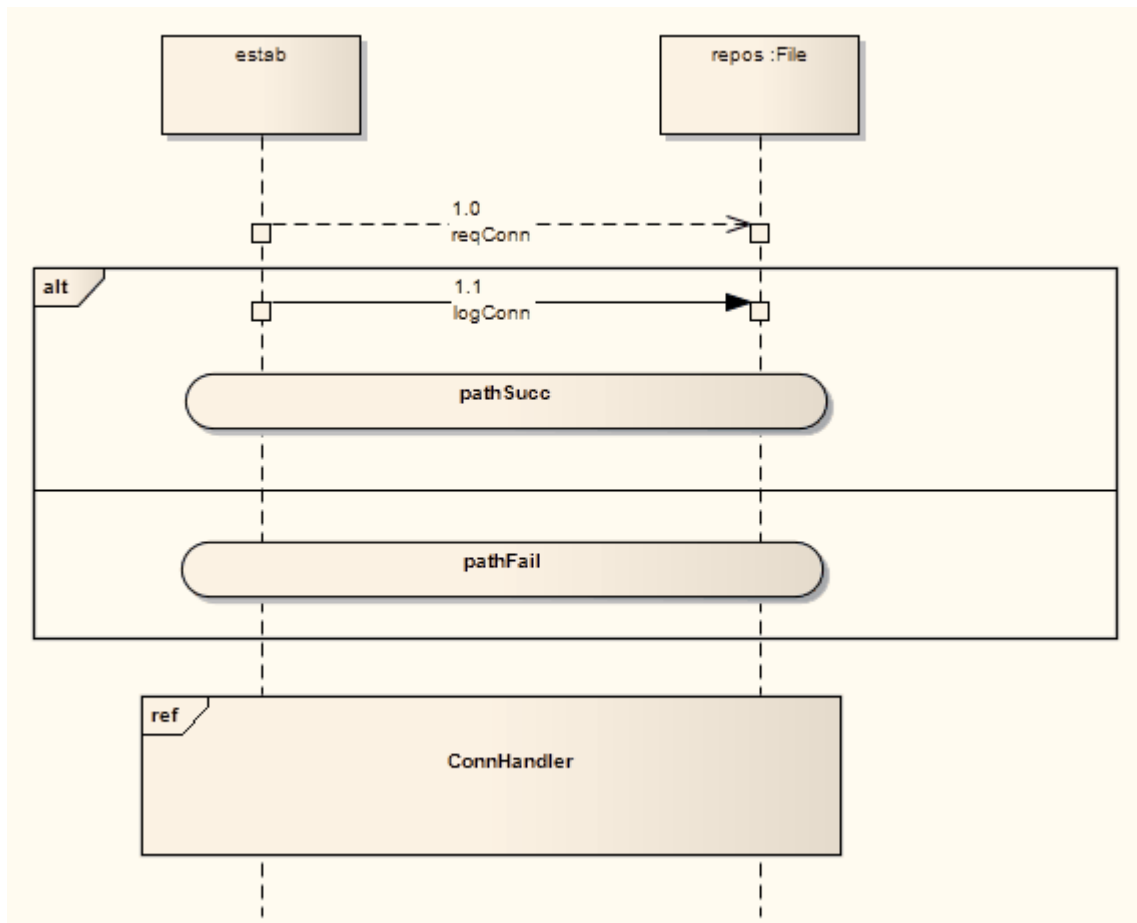 estab
repos :File
1.0
reqConn
alt
1.1
logConn
pathSucc
pathFail
ref
ConnHandler